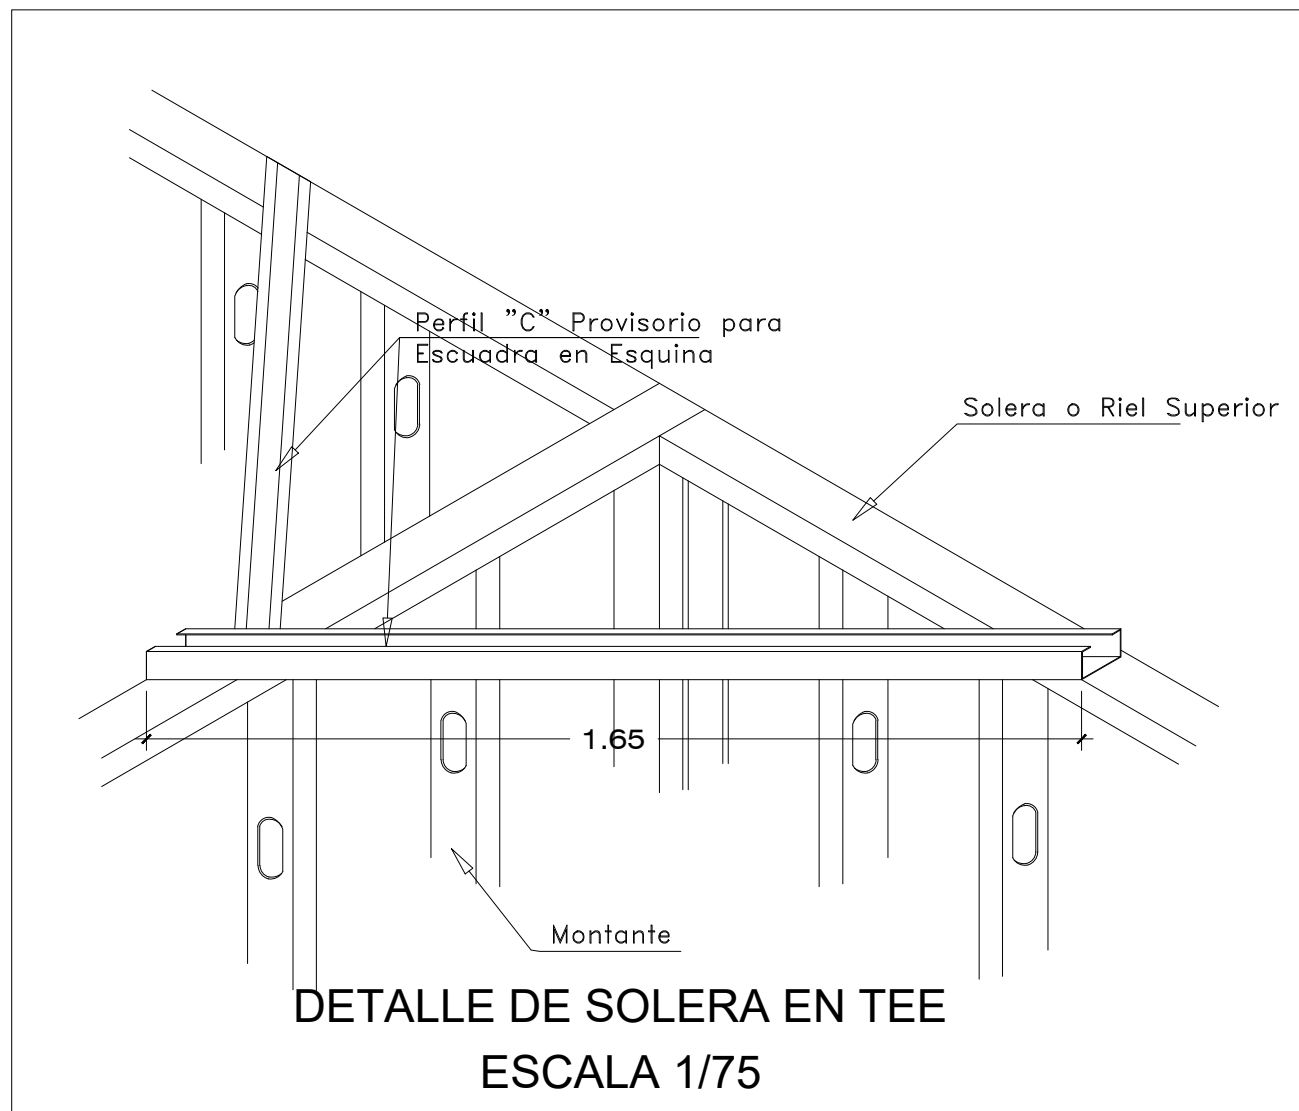 Perfil "C" Provisorio para
Escuadra en Esquina
Solera o Riel Superior
1.65
Montante
DETALLE DE SOLERA EN TEE
ESCALA 1/75